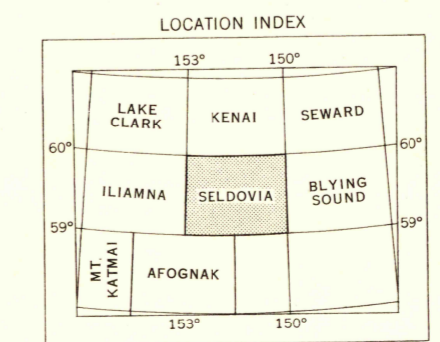 LOCATION INDEX
153° 150°
LAKE
CLARK
KENAI
SEWARD
60° 60°
ILIAMNA
SELDOVIA
BLYING
SOUND
59° 59°
MT.
KATMAI
AFOGNAK
153° 150°